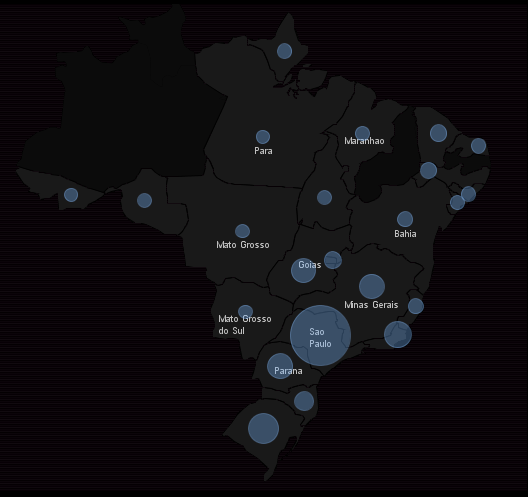 Maranhao
Para
Bahia
Mato Grosso
Goias
Minas Gerais
Mato Grosso
do Sul
Sao
Paulo
Parana